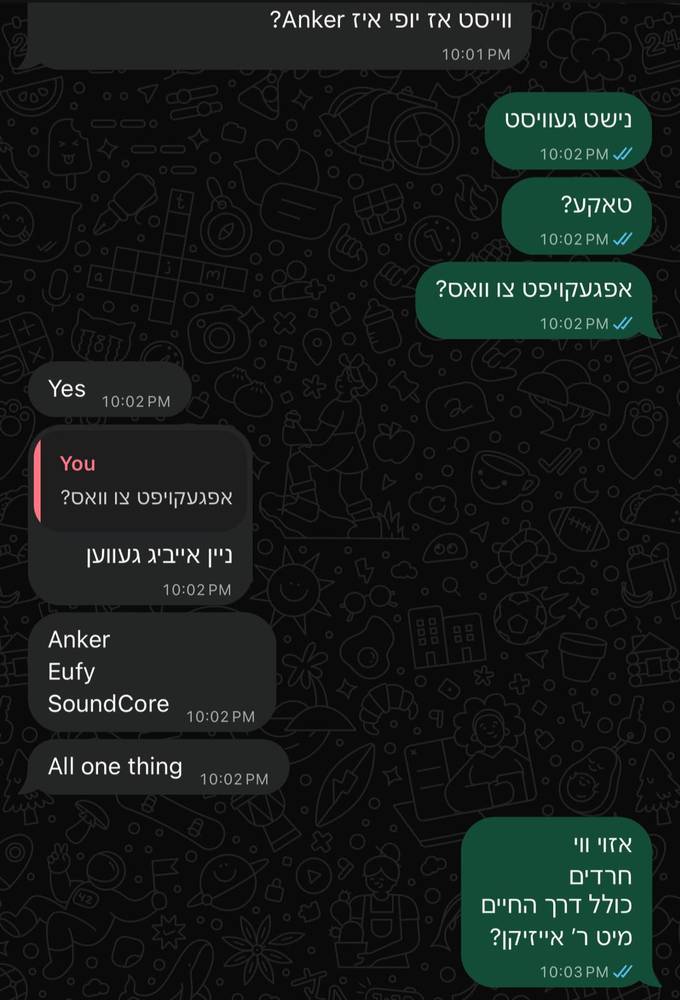 ווייסט אז יופי איז Anker?
10:01 PM
נישט געוויסט
10:02 PM
טאקע?
10:02 PM
אפגעקויפט צו וואס?
10:02 PM
Yes 10:02 PM
You
אפגעקויפט צו וואס?
ניין אייביג געווען
10:02 PM
Anker
Eufy
SoundCore 10:02 PM
All one thing 10:02 PM
אזוי ווי
חרדים
כולל דרך החיים
מיט ר׳ אייזיקן?
10:03 PM